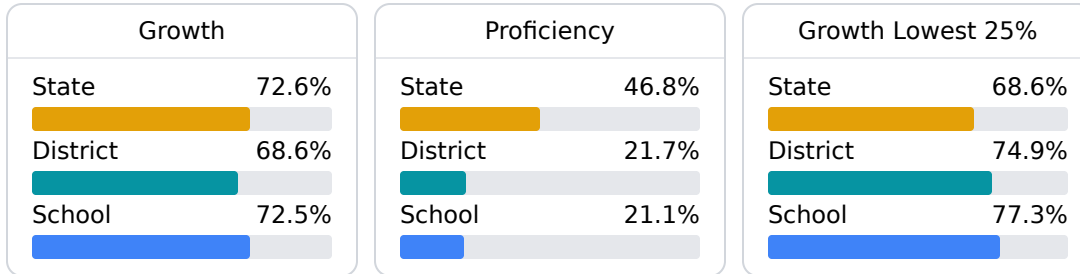 Growth
State 72.6%
District 68.6%
School 72.5%
Proficiency
State 46.8%
District 21.7%
School 21.1%
Growth Lowest 25%
State 68.6%
District 74.9%
School 77.3%